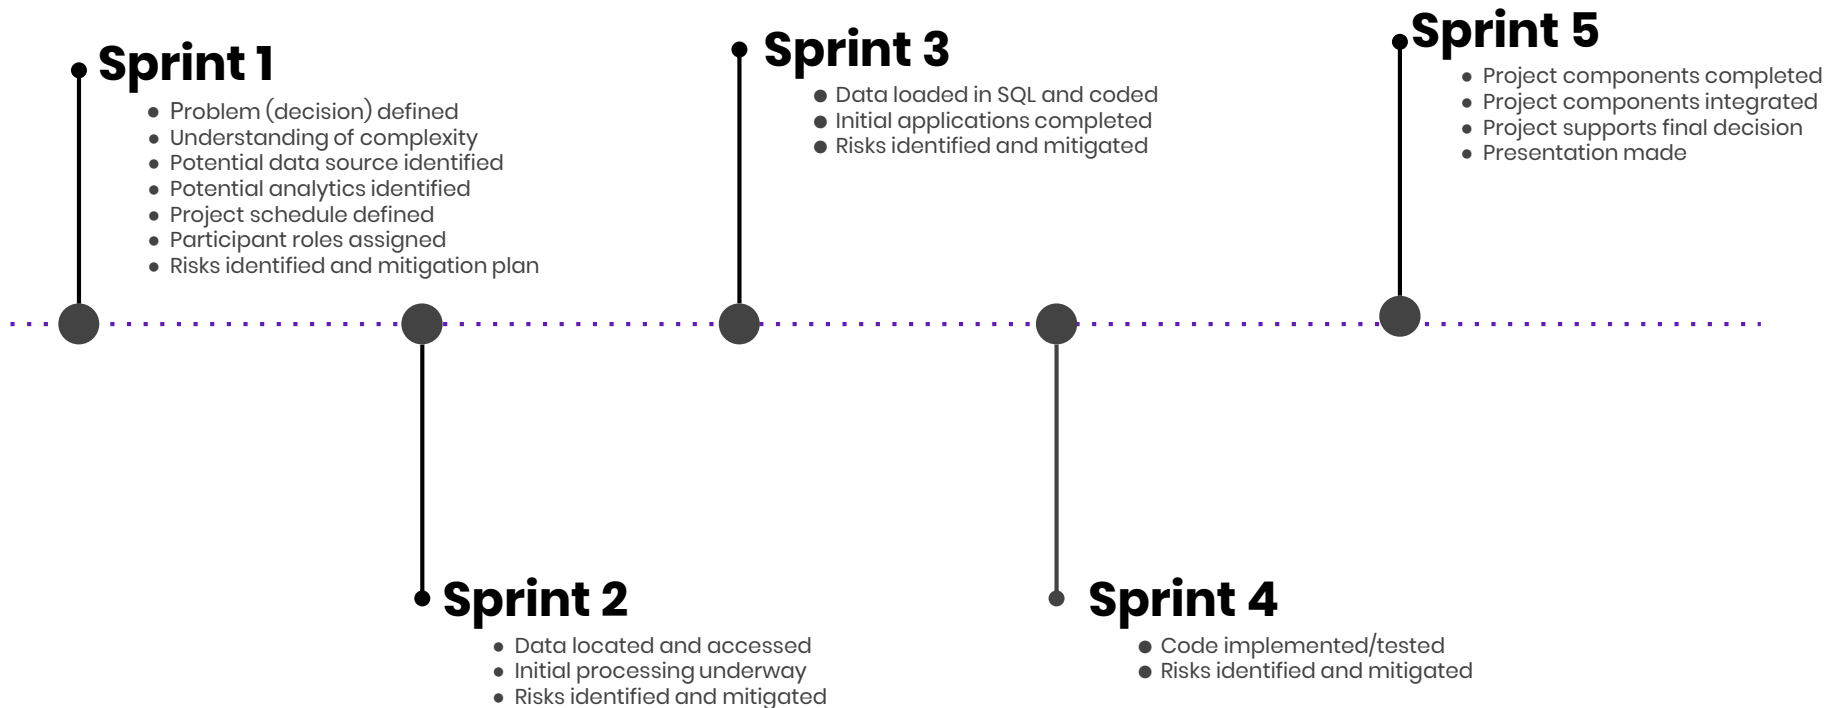 Sprint 1
● Problem (decision) defined
● Understanding of complexity
● Potential data source identified
● Potential analytics identified
● Project schedule defined
● Participant roles assigned
● Risks identified and mitigation plan
Sprint 2
● Data located and accessed
● Initial processing underway
● Risks identified and mitigated
Sprint 3
● Data loaded in SQL and coded
● Initial applications completed
● Risks identified and mitigated
Sprint 4
● Code implemented/tested
● Risks identified and mitigated
Sprint 5
● Project components completed
● Project components integrated
● Project supports final decision
● Presentation made